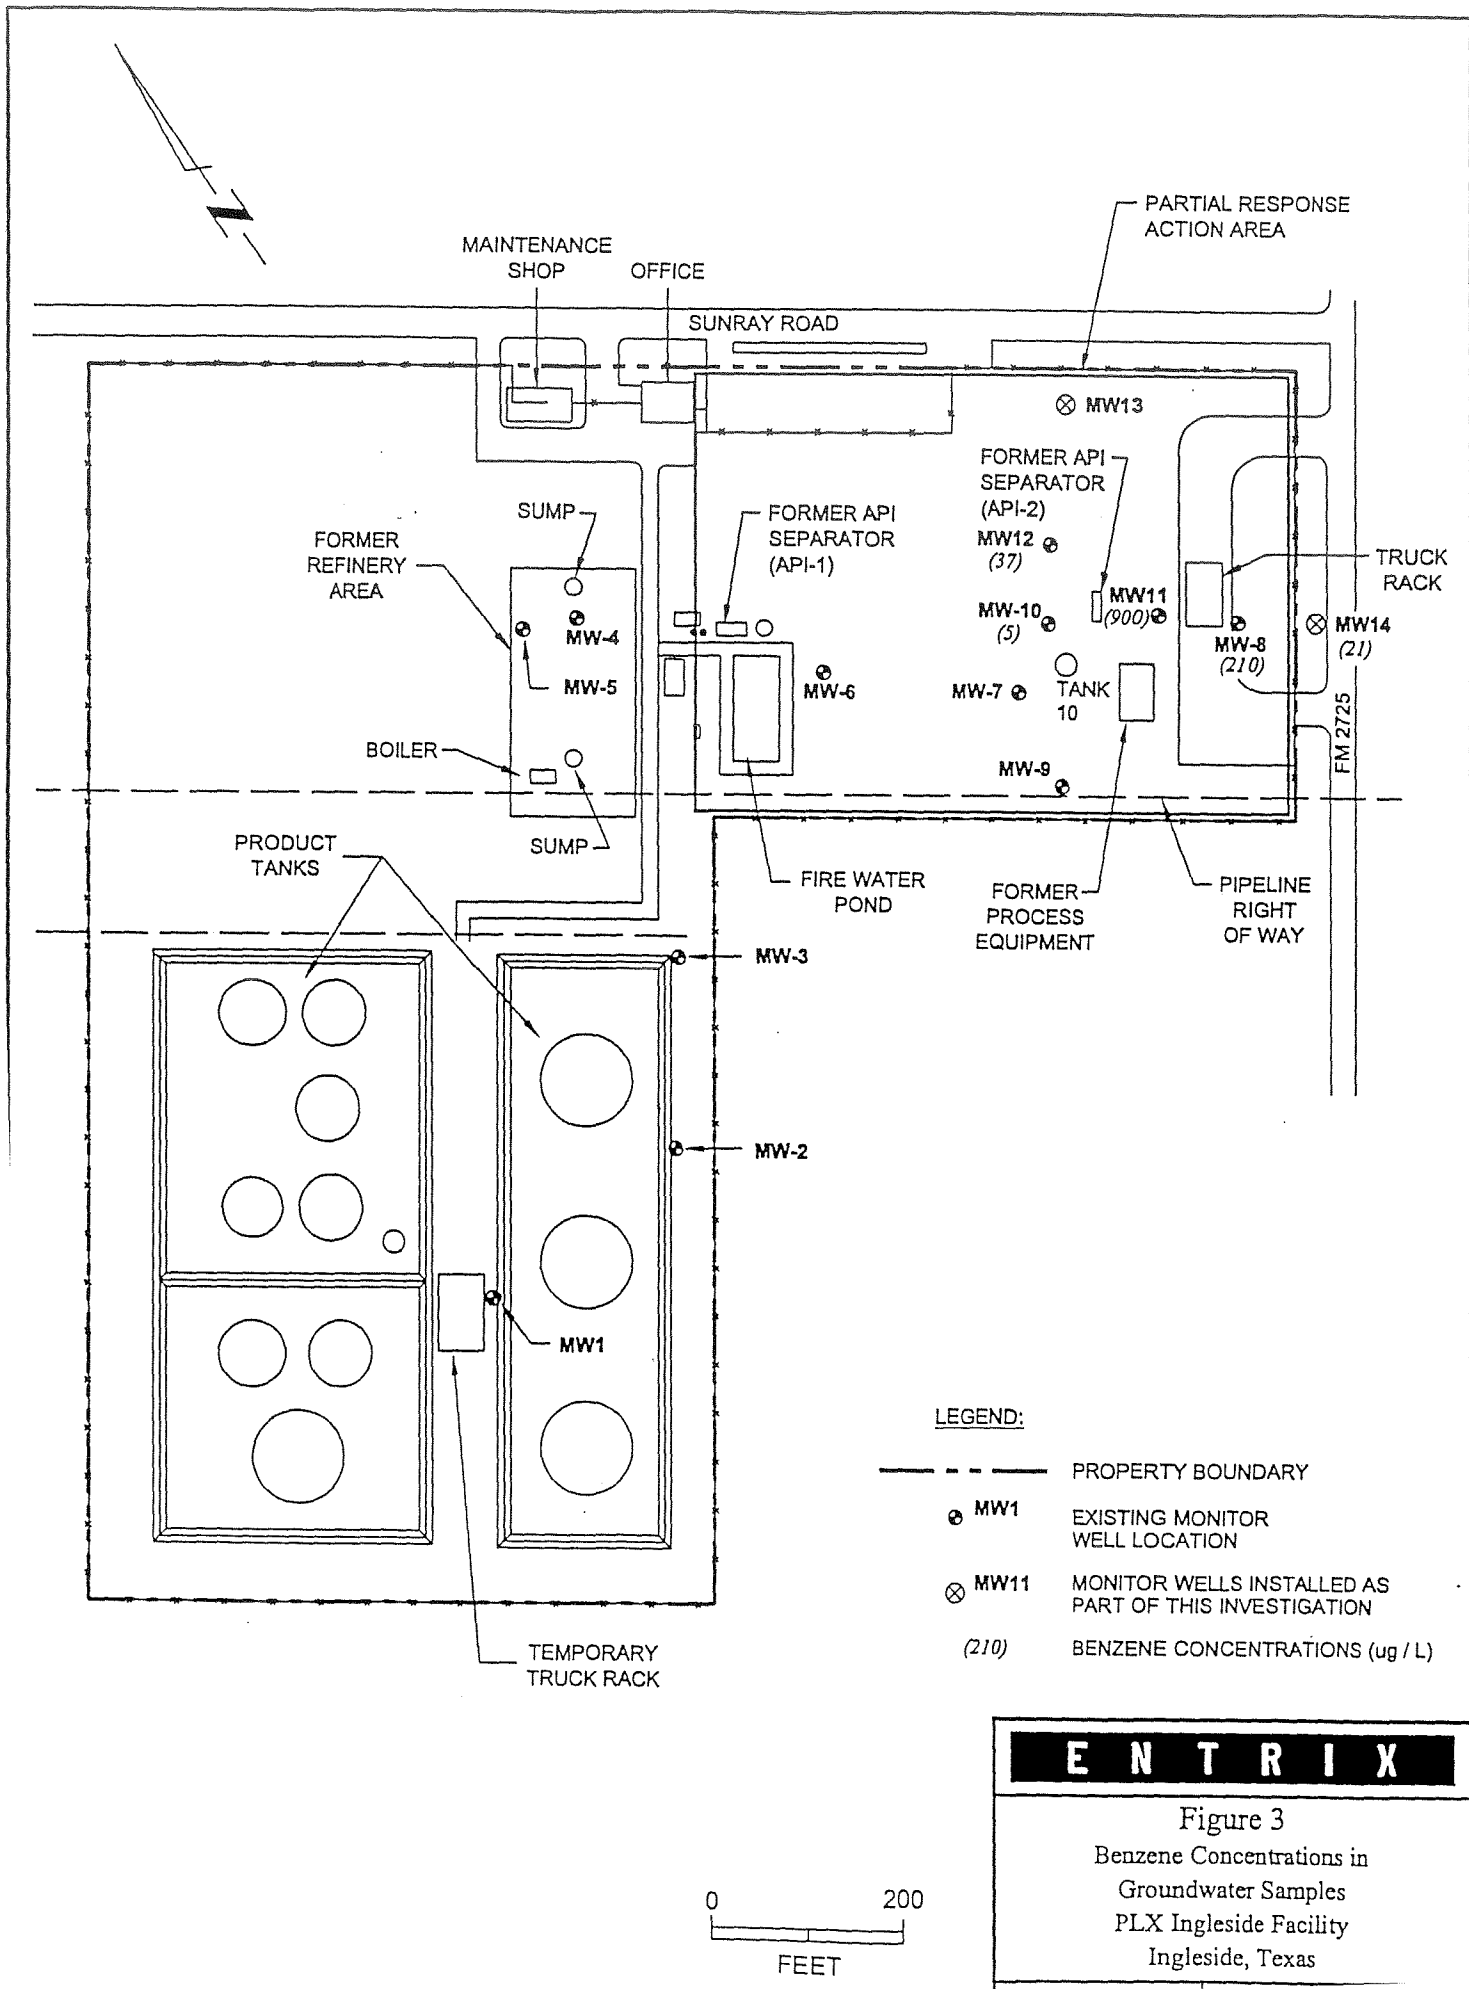 N
PARTIAL RESPONSE
ACTION AREA
MAINTENANCE
SHOP
OFFICE
SUNRAY ROAD
MW13
FORMER API
SEPARATOR
(API-2)
SUMP
FORMER API
SEPARATOR
(API-1)
FORMER
REFINERY
AREA
MW12
(37)
TRUCK
RACK
MW11
(900)
MW-10
(5)
MW-4
MW-8
(210)
MW14
(21)
MW-5
MW-6
MW-7
TANK
10
FM 2725
BOILER
MW-9
SUMP
PRODUCT
TANKS
FIRE WATER
POND
FORMER
PROCESS
EQUIPMENT
PIPELINE
RIGHT
OF WAY
MW-3
MW-2
MW1
TEMPORARY
TRUCK RACK
LEGEND:
PROPERTY BOUNDARY
MW1
EXISTING MONITOR
WELL LOCATION
MW11
MONITOR WELLS INSTALLED AS
PART OF THIS INVESTIGATION
(210)
BENZENE CONCENTRATIONS (ug / L)
ENTRIX
Figure 3
Benzene Concentrations in
Groundwater Samples
PLX Ingleside Facility
Ingleside, Texas
0 200
FEET